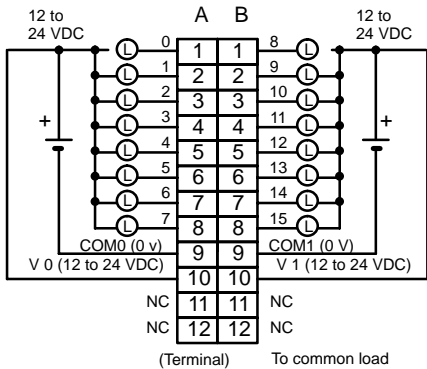 12 to
24 VDC
A B
12 to
24 VDC
L 0 1 1 8 L
L 1 2 2 9 L
L 2 3 3 10 L
+ L 3 4 4 11 L +
L 4 5 5 12 L
L 5 6 6 13 L
L 6 7 7 14 L
L 7 8 8 15 L
COM0 (0 v) 9 9 COM1 (0 V)
V 0 (12 to 24 VDC) 10 10 V 1 (12 to 24 VDC)
NC 11 11 NC
NC 12 12 NC
(Terminal) To common load